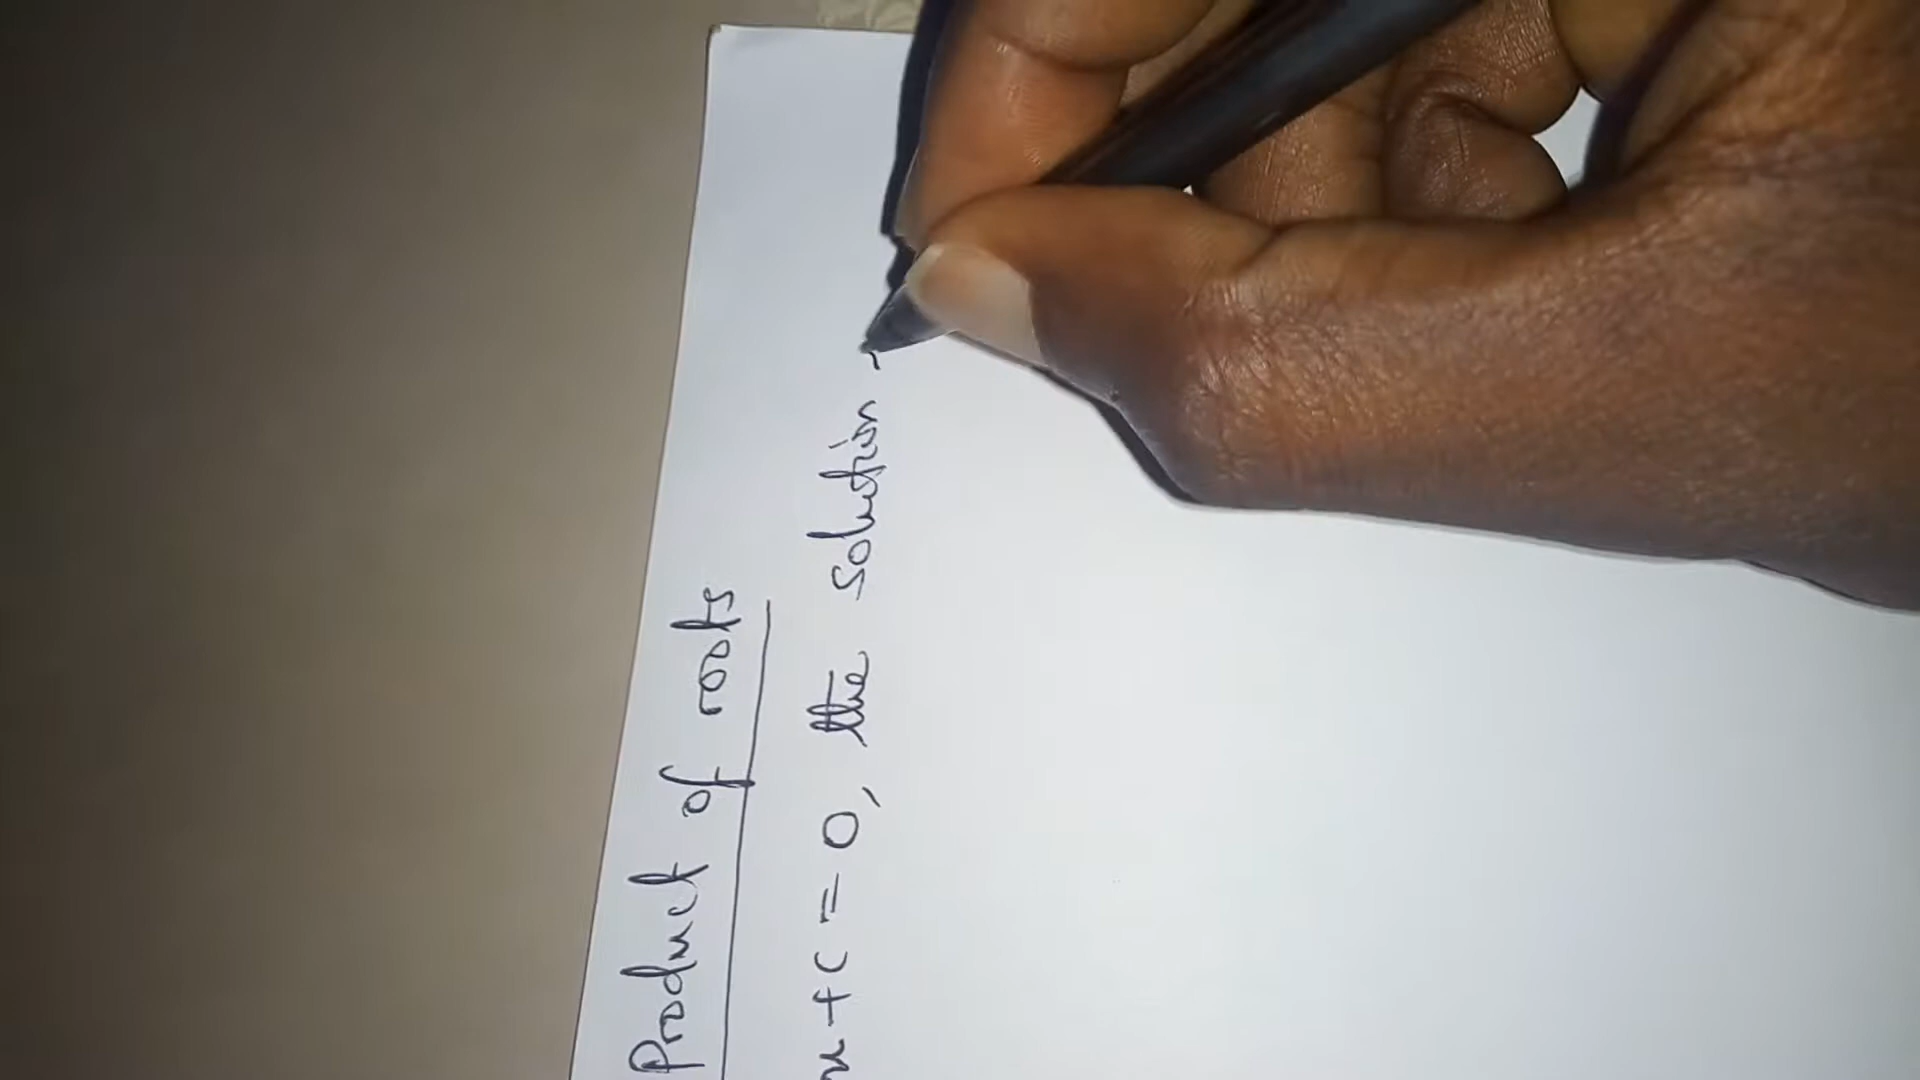 Product of roots
x + c = 0, the solution